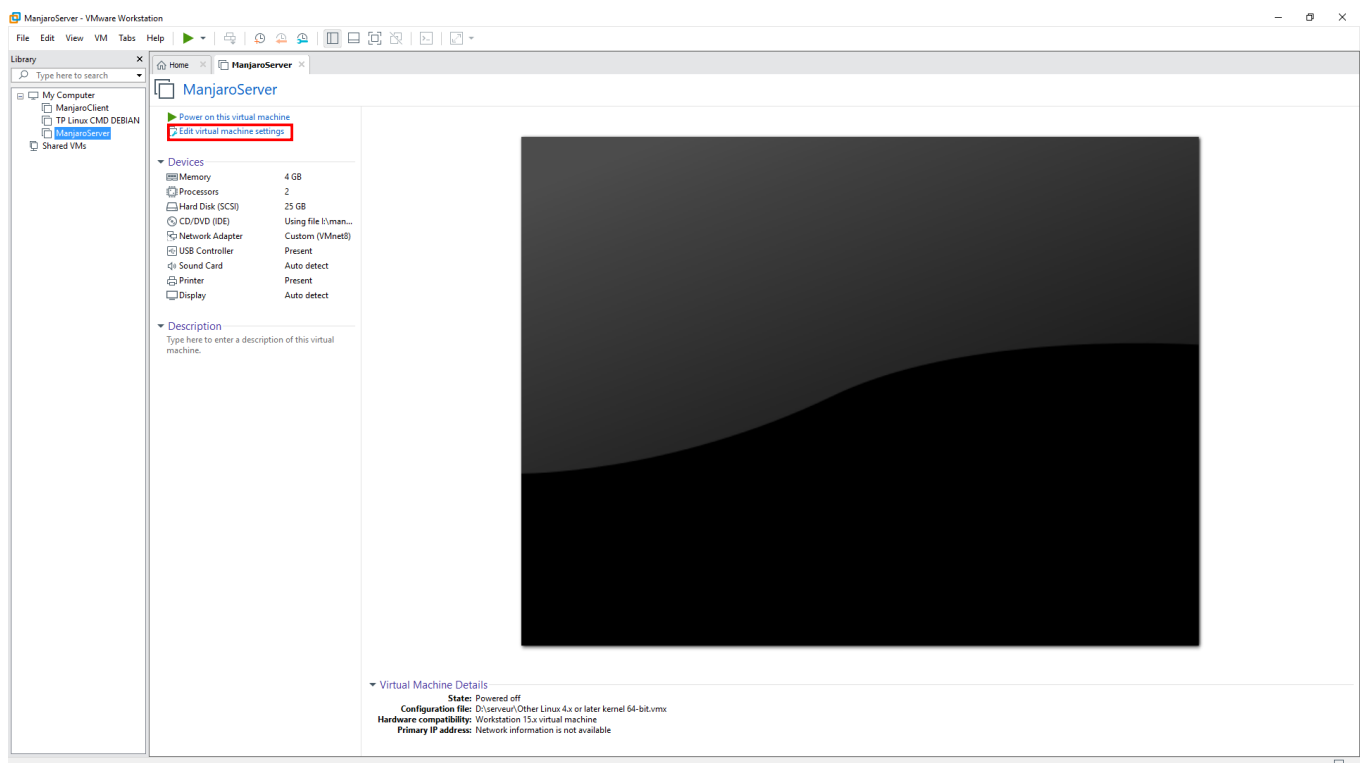 ManjaroServer - VMware Workstation
File Edit View VM Tabs Help
Library
Type here to search
My Computer
ManjaroClient
TP Linux CMD DEBIAN
ManjaroServer
Shared VMs
Home
ManjaroServer
ManjaroServer
Power on this virtual machine
Edit virtual machine settings
Devices
Memory 4 GB
Processors 2
Hard Disk (SCSI) 25 GB
CD/DVD (IDE) Using file I:\man...
Network Adapter Custom (VMnet8)
USB Controller Present
Sound Card Auto detect
Printer Present
Display Auto detect
Description
Type here to enter a description of this virtual
machine.
Virtual Machine Details
State: Powered off
Configuration file: D:\serveur\Other Linux 4.x or later kernel 64-bit.vmx
Hardware compatibility: Workstation 15.x virtual machine
Primary IP address: Network information is not available